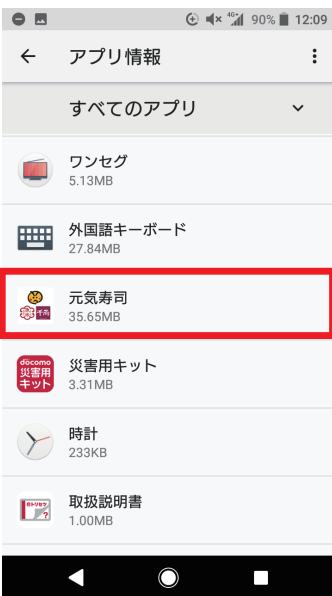 4G 90% 12:09
アプリ情報
すべてのアプリ
ワンセグ
5.13MB
外国語キーボード
27.84MB
元気寿司
35.65MB
döcomo
災害用
キット
災害用キット
3.31MB
時計
233KB
取扱説明書
1.00MB